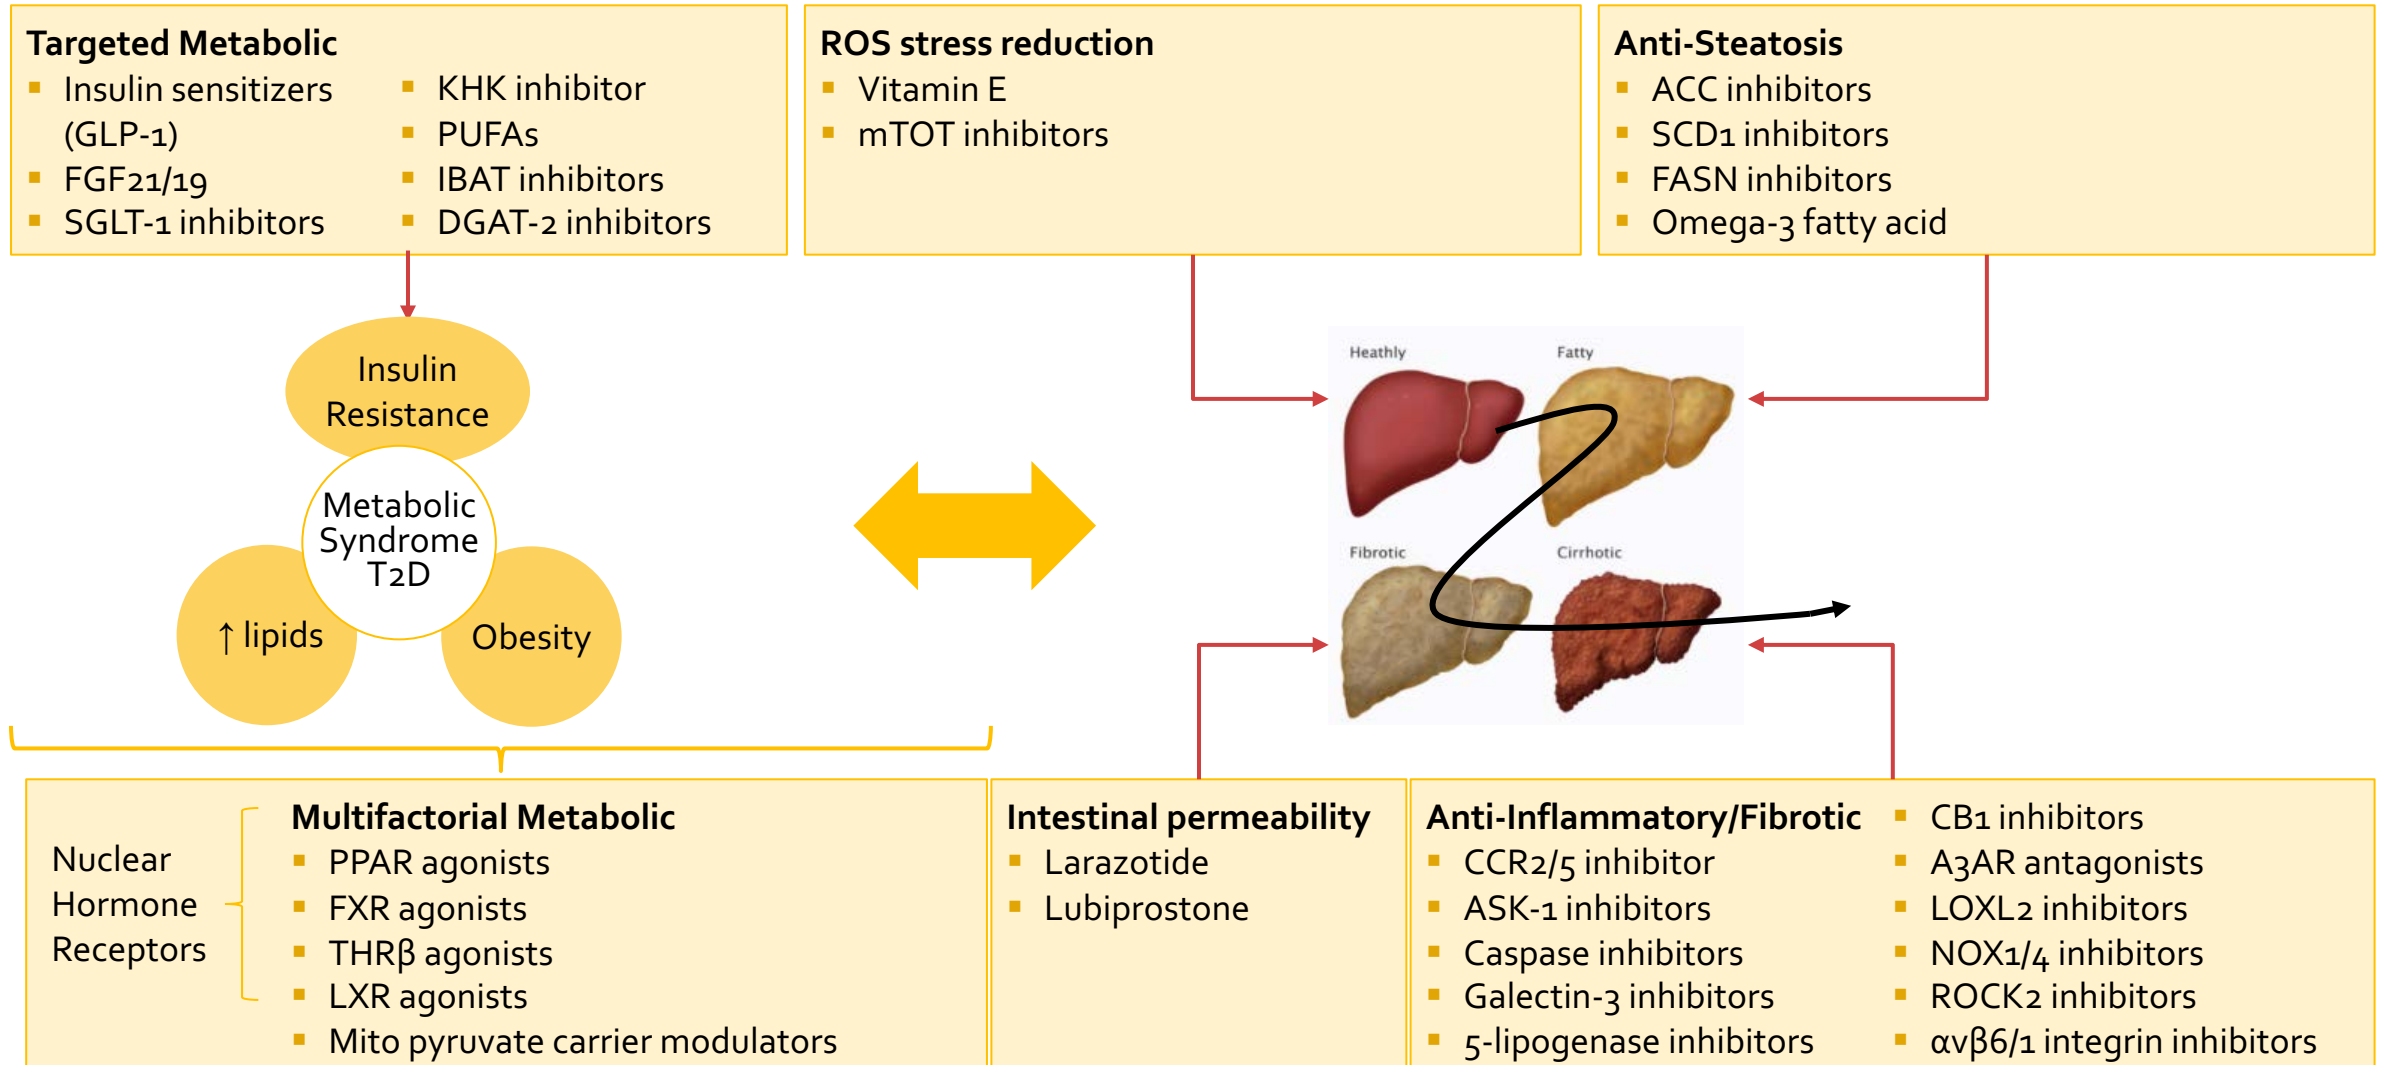 Targeted Metabolic
Insulin sensitizers
(GLP-1)
FGF21/19
SGLT-1 inhibitors
KHK inhibitor
PUFAs
IBAT inhibitors
DGAT-2 inhibitors
ROS stress reduction
Vitamin E
mTOT inhibitors
Anti-Steatosis
ACC inhibitors
SCD1 inhibitors
FASN inhibitors
Omega-3 fatty acid
Insulin
Resistance
Metabolic
Syndrome
T2D
↑ lipids
Obesity
Heathly
Fatty
Fibrotic
Cirrhotic
Nuclear
Hormone
Receptors
Multifactorial Metabolic
PPAR agonists
FXR agonists
THRβ agonists
LXR agonists
Mito pyruvate carrier modulators
Intestinal permeability
Larazotide
Lubiprostone
Anti-Inflammatory/Fibrotic
CCR2/5 inhibitor
ASK-1 inhibitors
Caspase inhibitors
Galectin-3 inhibitors
5-lipogenase inhibitors
CB1 inhibitors
A3AR antagonists
LOXL2 inhibitors
NOX1/4 inhibitors
ROCK2 inhibitors
αvβ6/1 integrin inhibitors